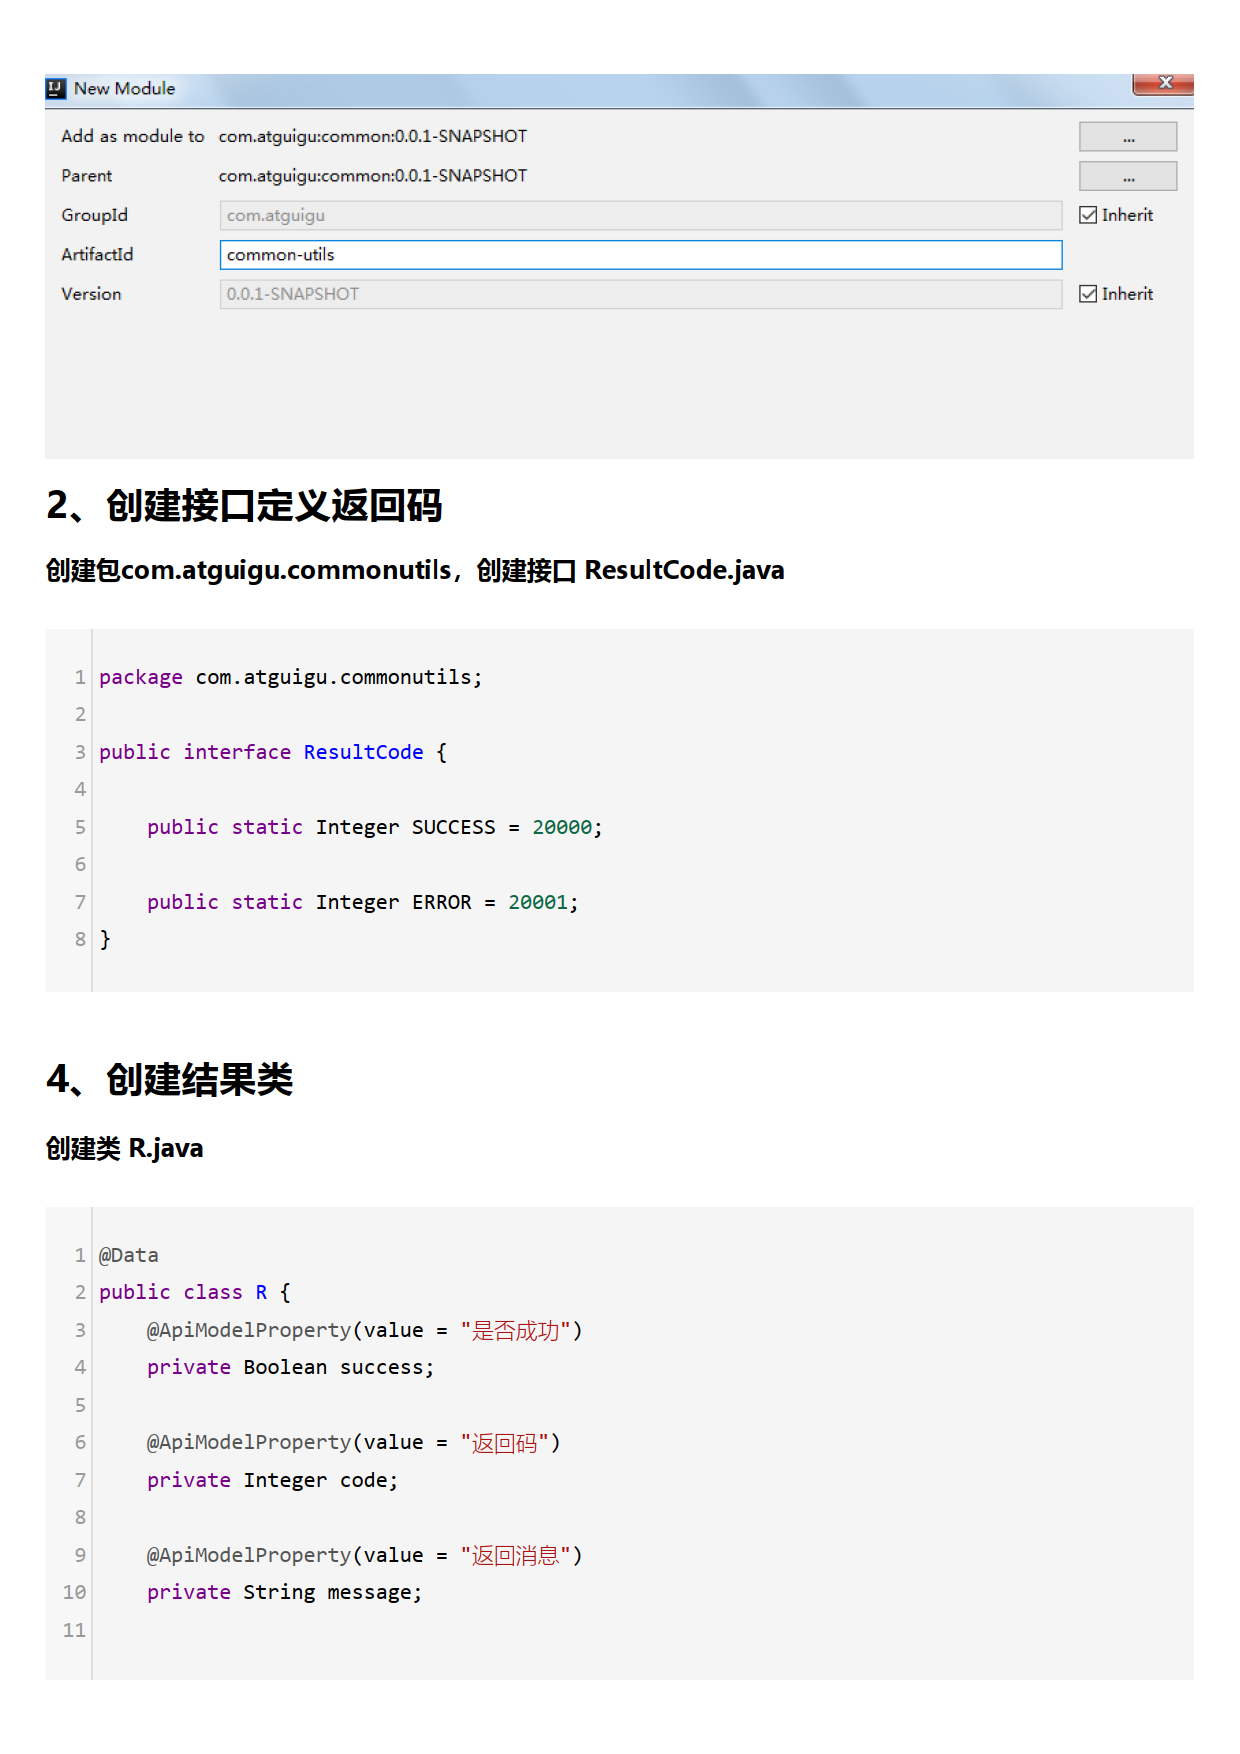 New Module
Add as module to com.atguigu:common:0.0.1-SNAPSHOT ...
Parent com.atguigu:common:0.0.1-SNAPSHOT ...
GroupId com.atguigu Inherit
ArtifactId common-utils
Version 0.0.1-SNAPSHOT Inherit
2、创建接口定义返回码
创建包com.atguigu.commonutils，创建接口 ResultCode.java
1 package com.atguigu.commonutils;
2
3 public interface ResultCode {
4
5     public static Integer SUCCESS = 20000;
6
7     public static Integer ERROR = 20001;
8 }
4、创建结果类
创建类 R.java
1 @Data
2 public class R {
3     @ApiModelProperty(value = "是否成功")
4     private Boolean success;
5
6     @ApiModelProperty(value = "返回码")
7     private Integer code;
8
9     @ApiModelProperty(value = "返回消息")
10     private String message;
11